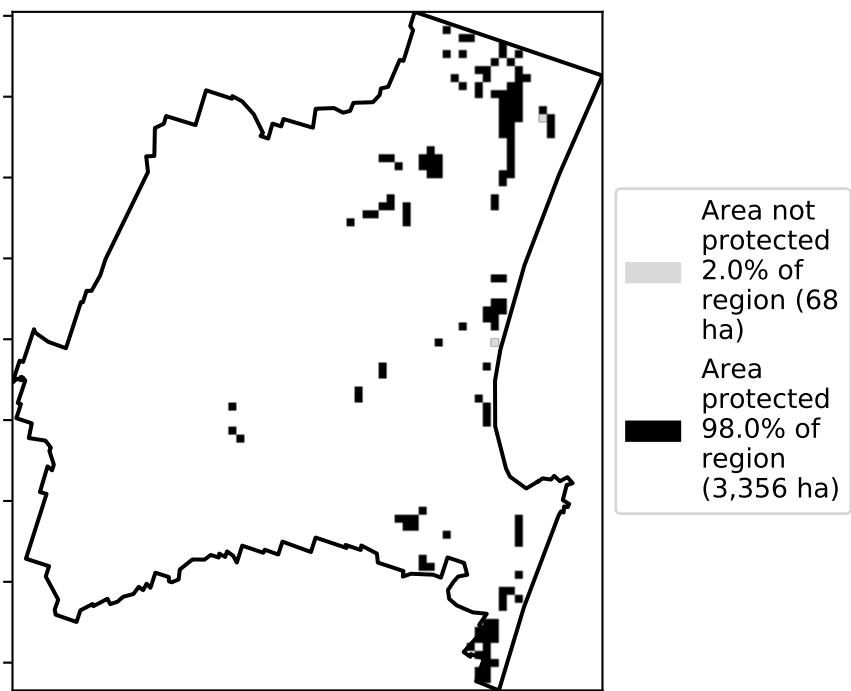 Area not
protected
2.0% of
region (68
ha)
Area
protected
98.0% of
region
(3,356 ha)